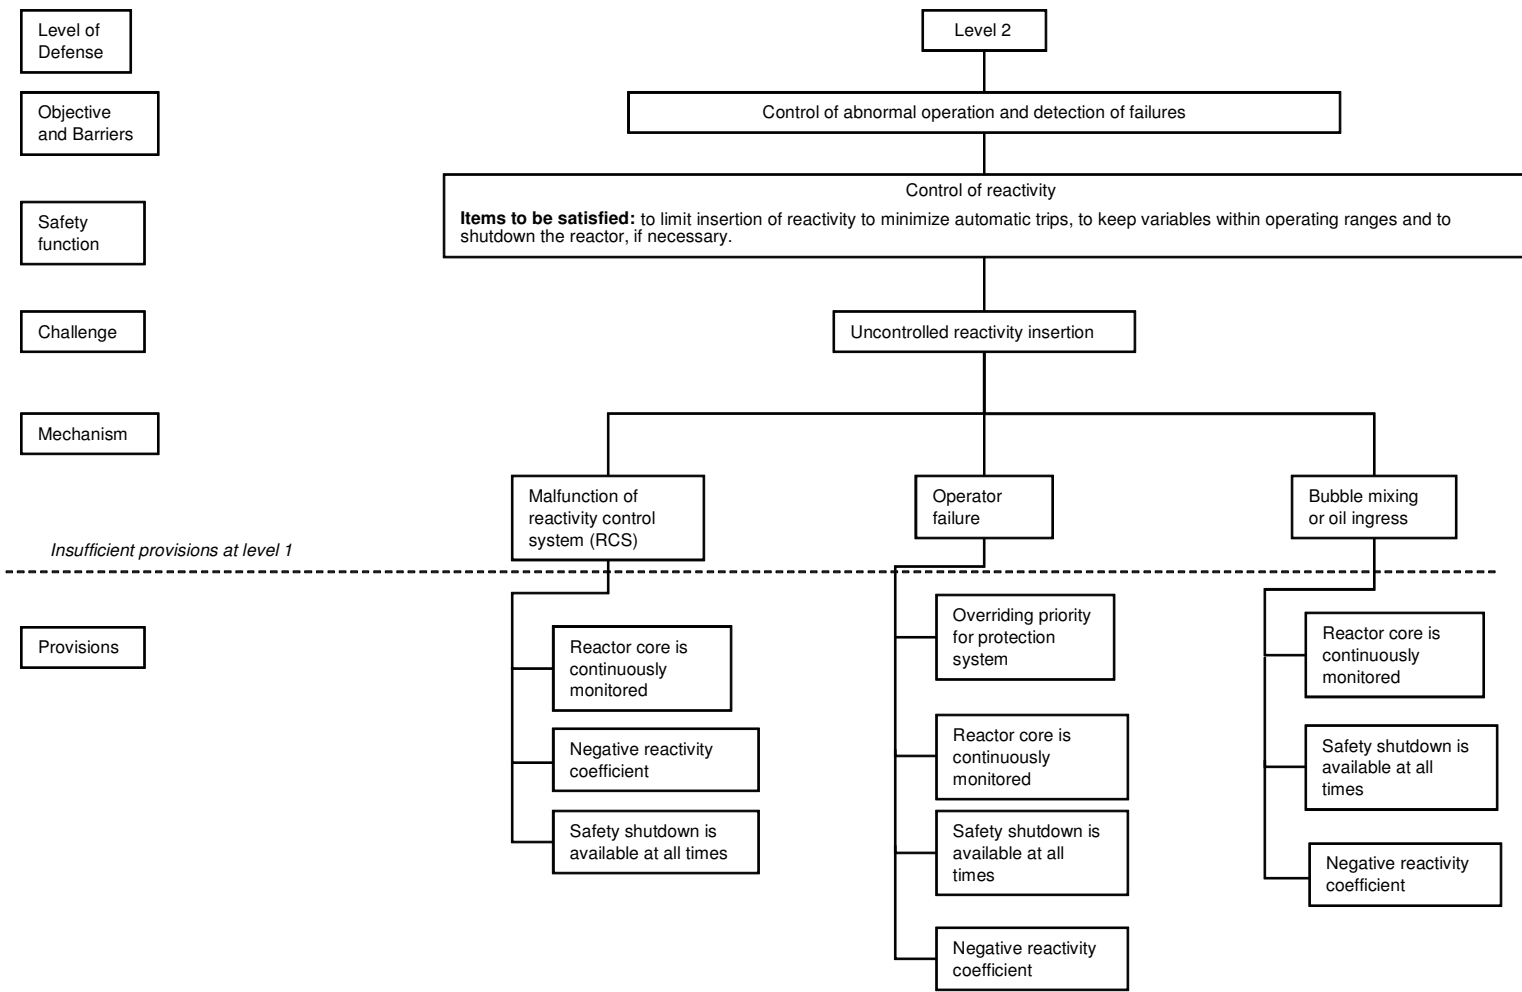 Level of
Defense
Level 2
Objective
and Barriers
Control of abnormal operation and detection of failures
Safety
function
Control of reactivity
Items to be satisfied: to limit insertion of reactivity to minimize automatic trips, to keep variables within operating ranges and to
shutdown the reactor, if necessary.
Challenge
Uncontrolled reactivity insertion
Mechanism
Malfunction of
reactivity control
system (RCS)
Operator
failure
Bubble mixing
or oil ingress
Insufficient provisions at level 1
Provisions
Reactor core is
continuously
monitored
Negative reactivity
coefficient
Safety shutdown is
available at all times
Overriding priority
for protection
system
Reactor core is
continuously
monitored
Safety shutdown is
available at all
times
Negative reactivity
coefficient
Reactor core is
continuously
monitored
Safety shutdown is
available at all
times
Negative reactivity
coefficient